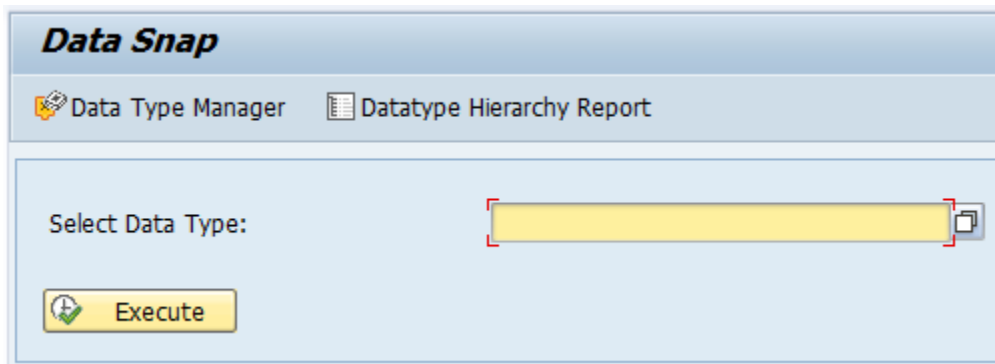 Data Snap
Data Type Manager Datatype Hierarchy Report
Select Data Type:
Execute